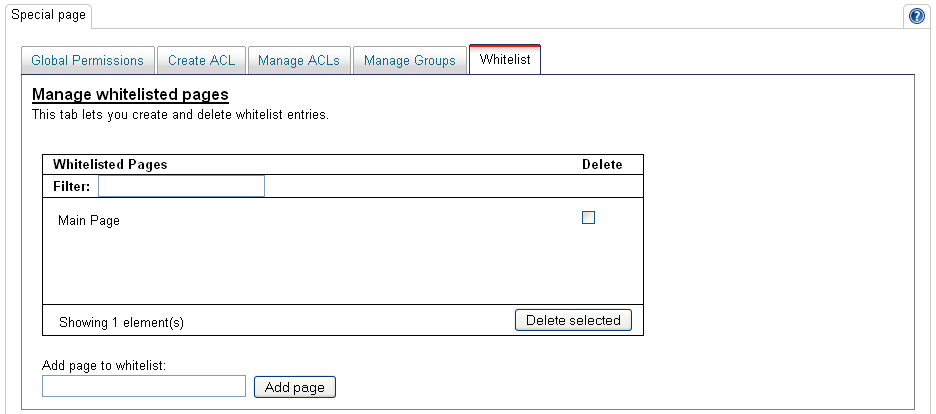 Special page
?
Global Permissions Create ACL Manage ACLs Manage Groups Whitelist
Manage whitelisted pages
This tab lets you create and delete whitelist entries.
Whitelisted Pages Delete
Filter:
Main Page
Showing 1 element(s) Delete selected
Add page to whitelist:
Add page